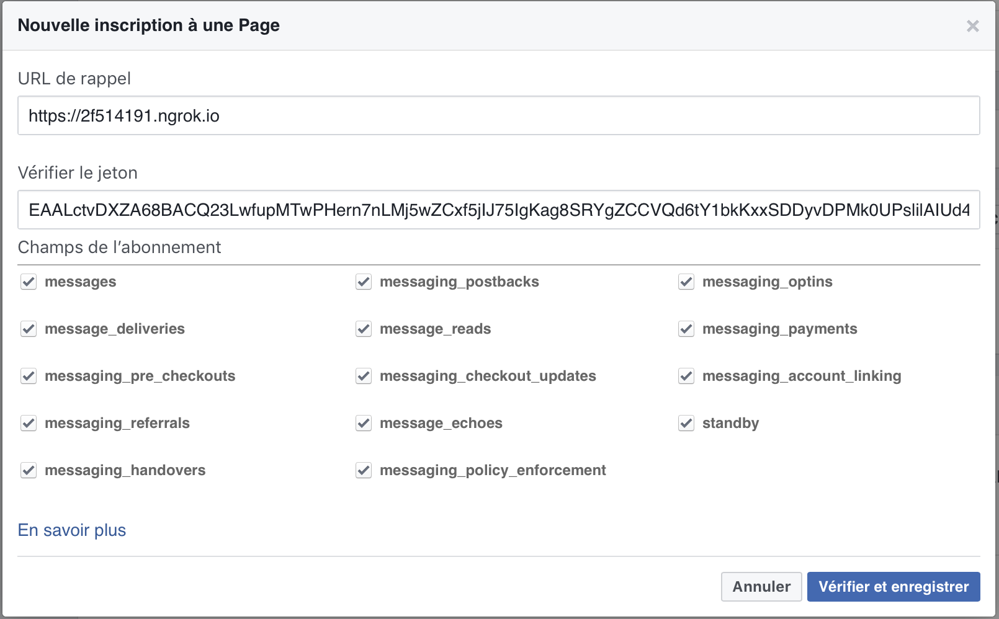 Nouvelle inscription à une Page
URL de rappel
https://2f514191.ngrok.io
Vérifier le jeton
EAALctvDXZA68BACQ23LwfupMTwPHern7nLMj5wZCxf5jIJ75IgKag8SRYgZCCVQd6tY1bkKxxSDDyvDPMk0UPslilAIUd4
Champs de l’abonnement
messages messaging_postbacks messaging_optins
message_deliveries message_reads messaging_payments
messaging_pre_checkouts messaging_checkout_updates messaging_account_linking
messaging_referrals message_echoes standby
messaging_handovers messaging_policy_enforcement
En savoir plus
Annuler Vérifier et enregistrer